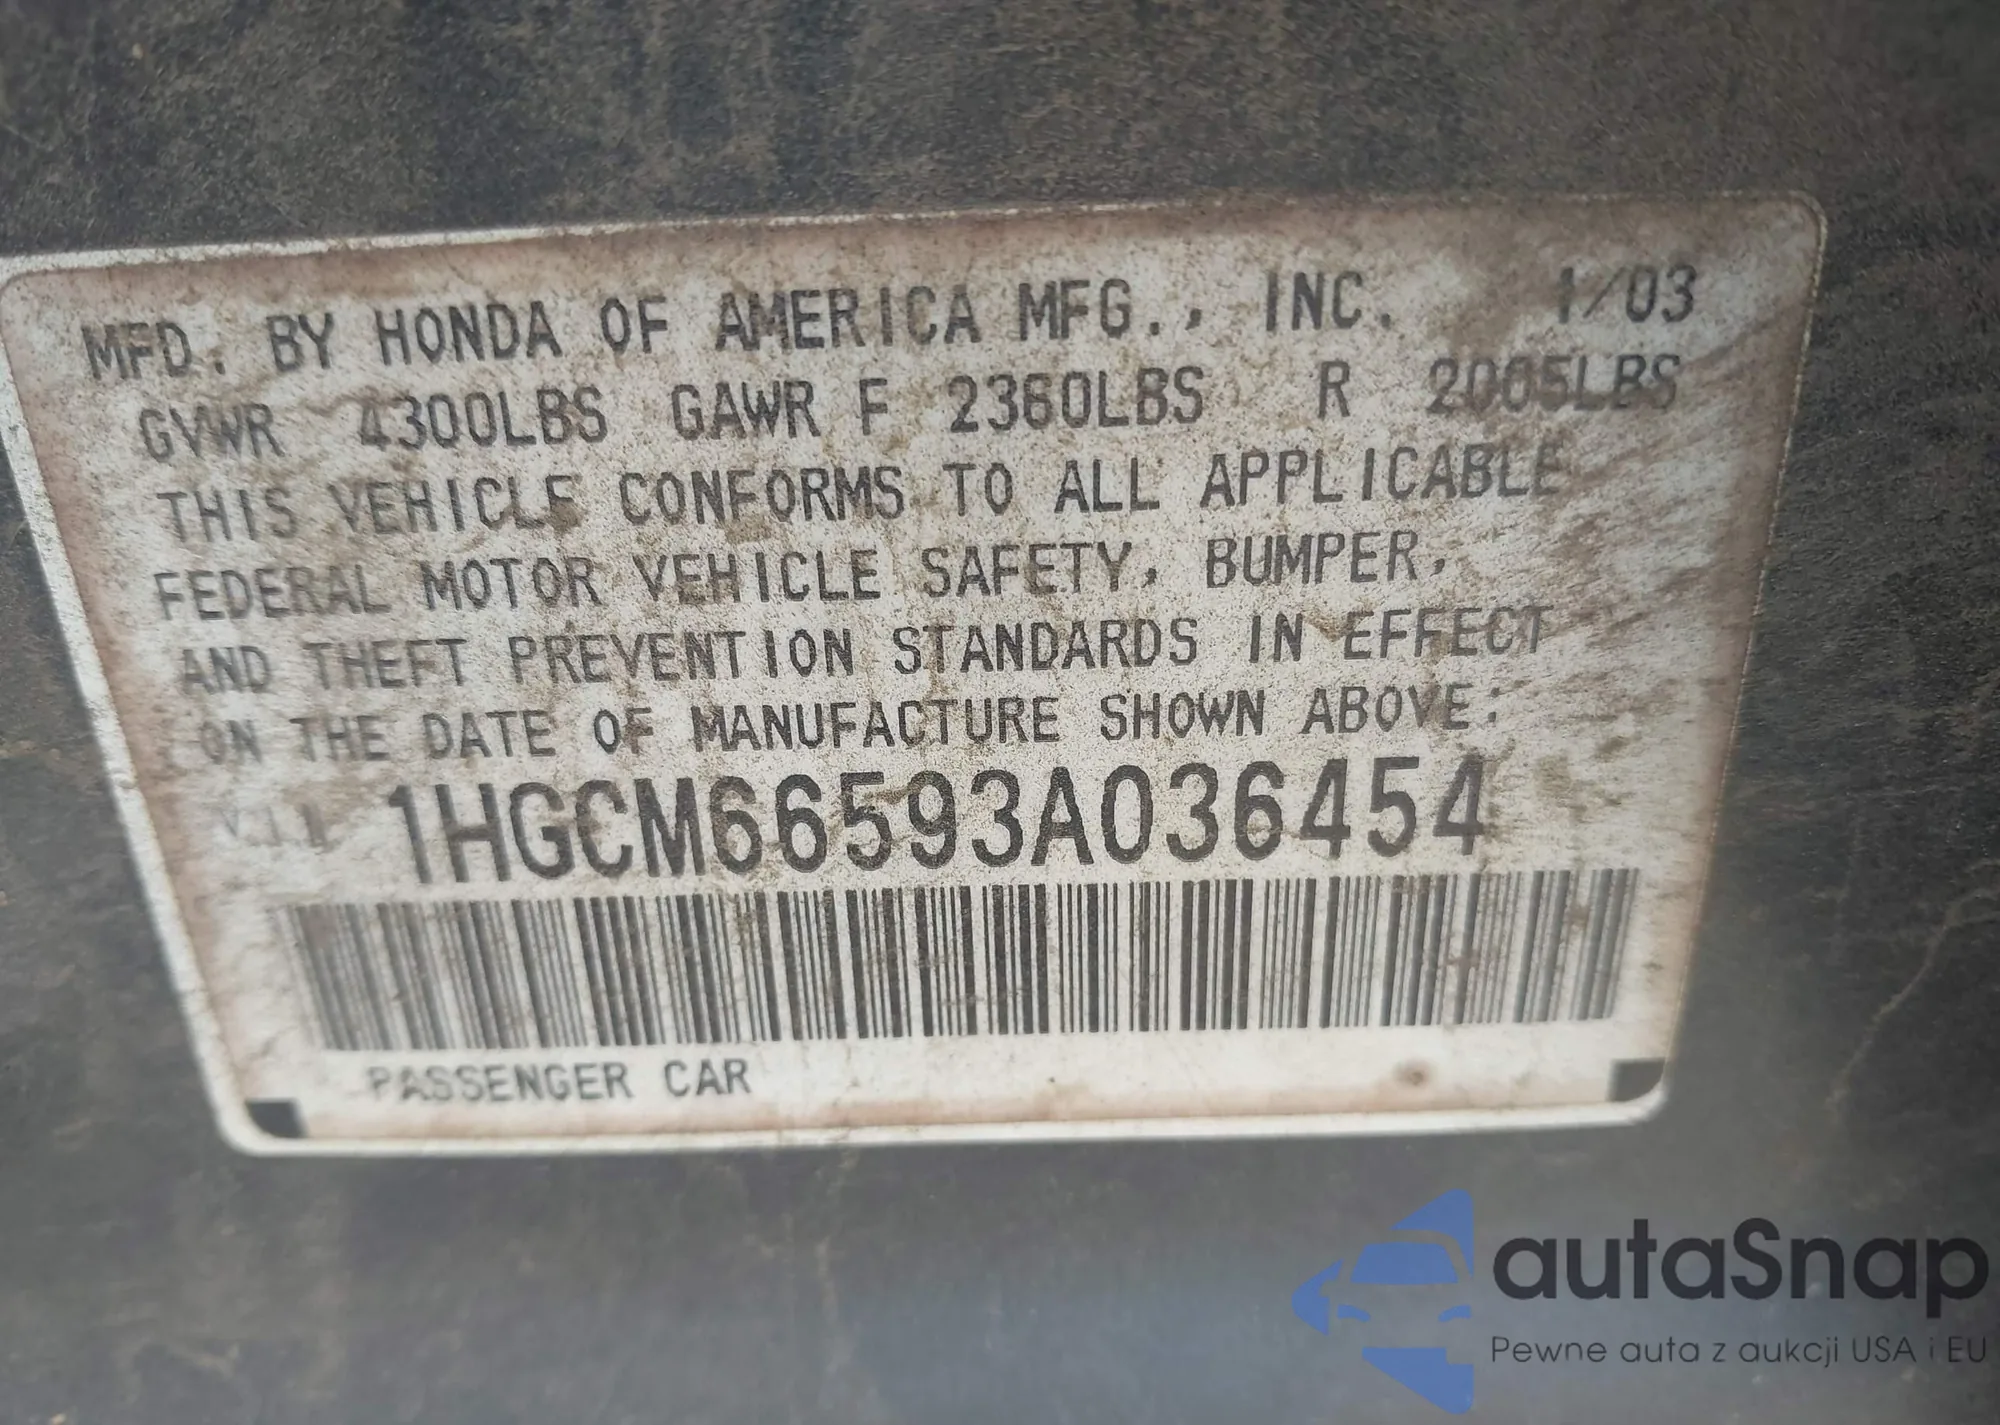 MFD. BY HONDA OF AMERICA MFG., INC. 1/03
GVWR 4300LBS GAWR F 2360LBS R 2005LBS
THIS VEHICLE CONFORMS TO ALL APPLICABLE
FEDERAL MOTOR VEHICLE SAFETY, BUMPER,
AND THEFT PREVENTION STANDARDS IN EFFECT
ON THE DATE OF MANUFACTURE SHOWN ABOVE:
1HGCM66593A036454
PASSENGER CAR
autaSnap
Pewne auta z aukcji USA i EU